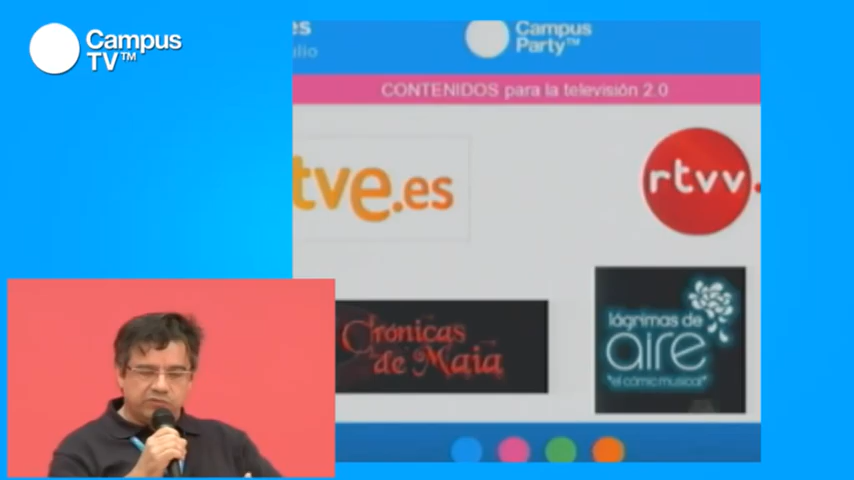 Campus
TV™
es
ulio
Campus
Party™
CONTENIDOS para la televisión 2.0
tve.es
rtvv.
Crónicas
de Maia
lágrimas de
aire
"el cómic musical"